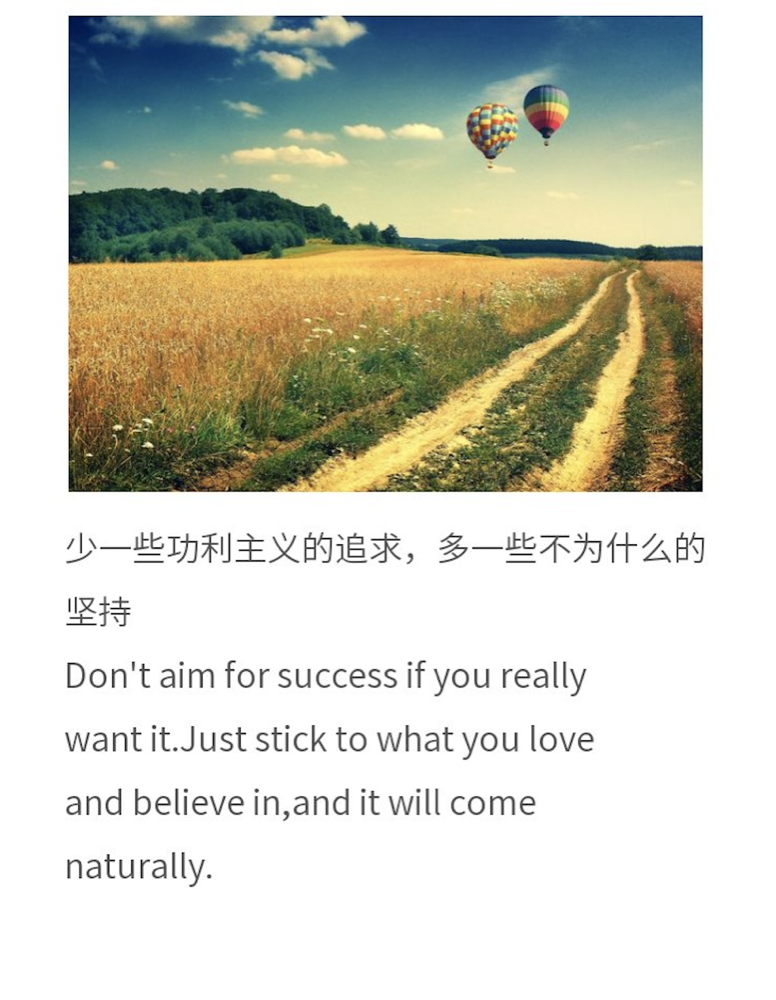 少一些功利主义的追求，多一些不为什么的
坚持
Don't aim for success if you really
want it.Just stick to what you love
and believe in,and it will come
naturally.